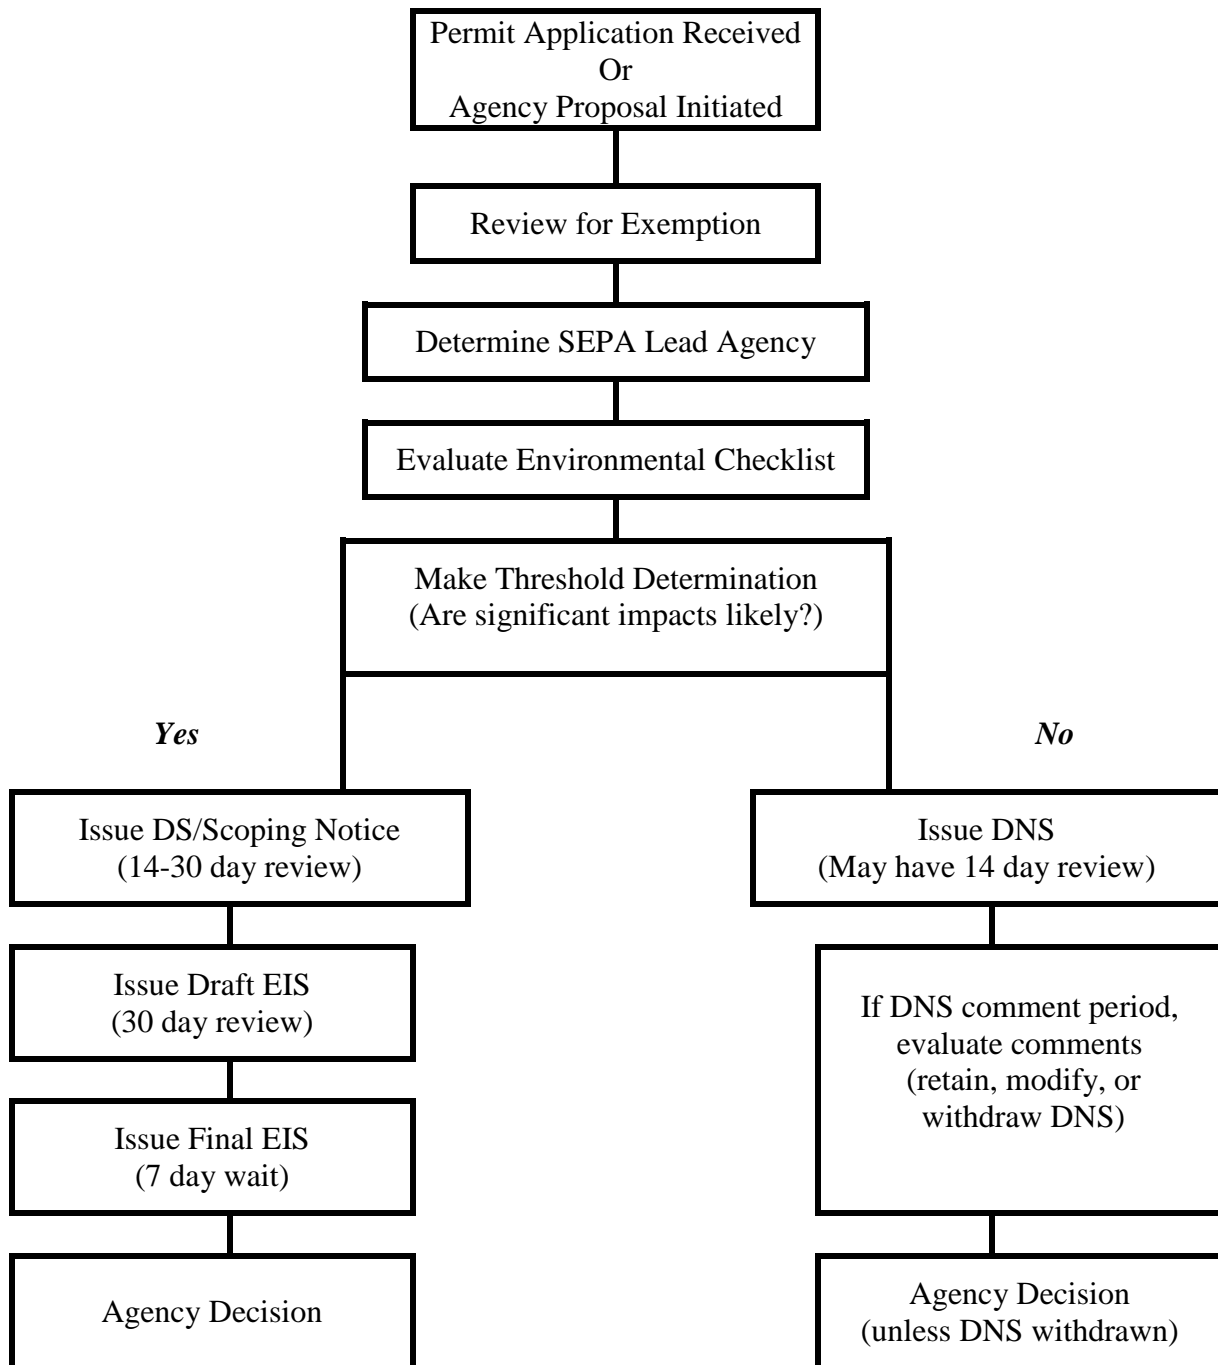 Permit Application Received
Or
Agency Proposal Initiated
Review for Exemption
Determine SEPA Lead Agency
Evaluate Environmental Checklist
Make Threshold Determination
(Are significant impacts likely?)
Yes
No
Issue DS/Scoping Notice
(14-30 day review)
Issue Draft EIS
(30 day review)
Issue Final EIS
(7 day wait)
Agency Decision
Issue DNS
(May have 14 day review)
If DNS comment period,
evaluate comments
(retain, modify, or
withdraw DNS)
Agency Decision
(unless DNS withdrawn)